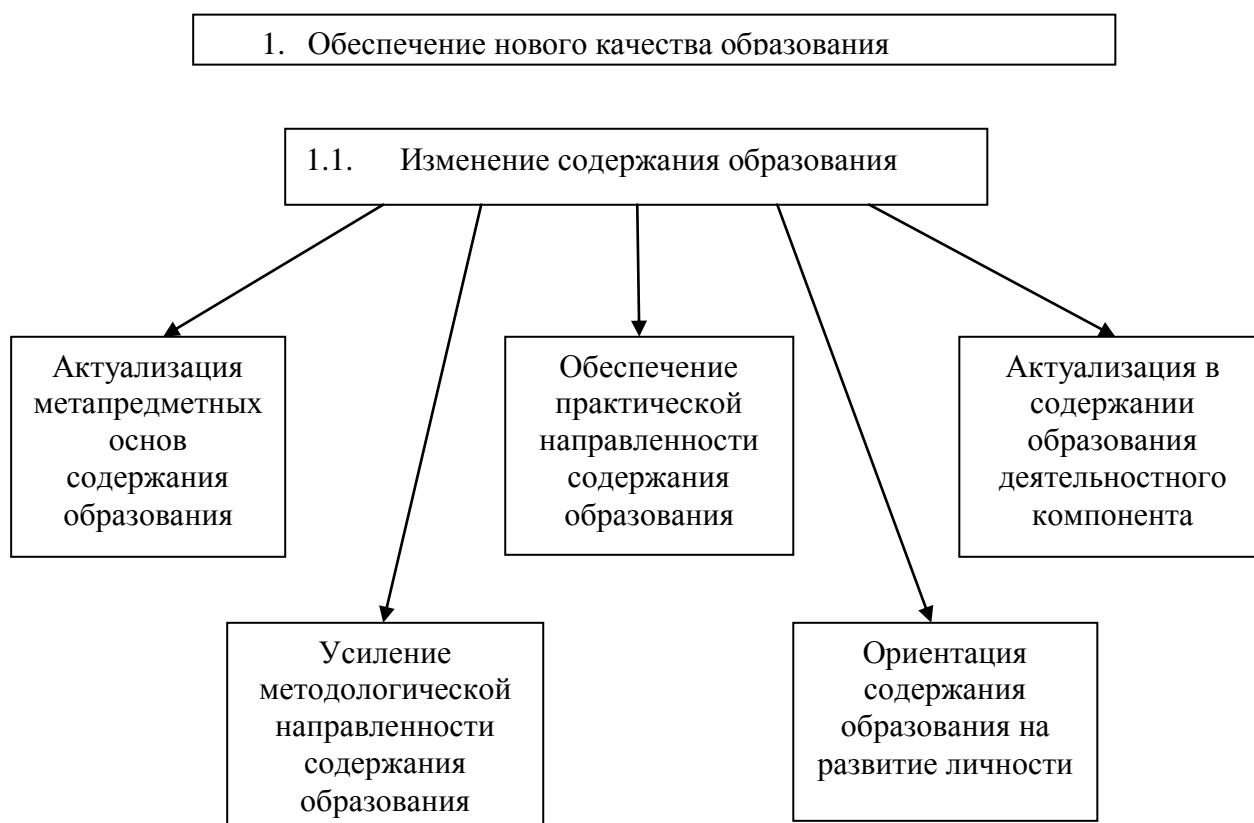 1. Обеспечение нового качества образования
1.1. Изменение содержания образования
Актуализация
метапредметных
основ
содержания
образования
Обеспечение
практической
направленности
содержания
образования
Актуализация в
содержании
образования
деятельностного
компонента
Усиление
методологической
направленности
содержания
образования
Ориентация
содержания
образования на
развитие личности